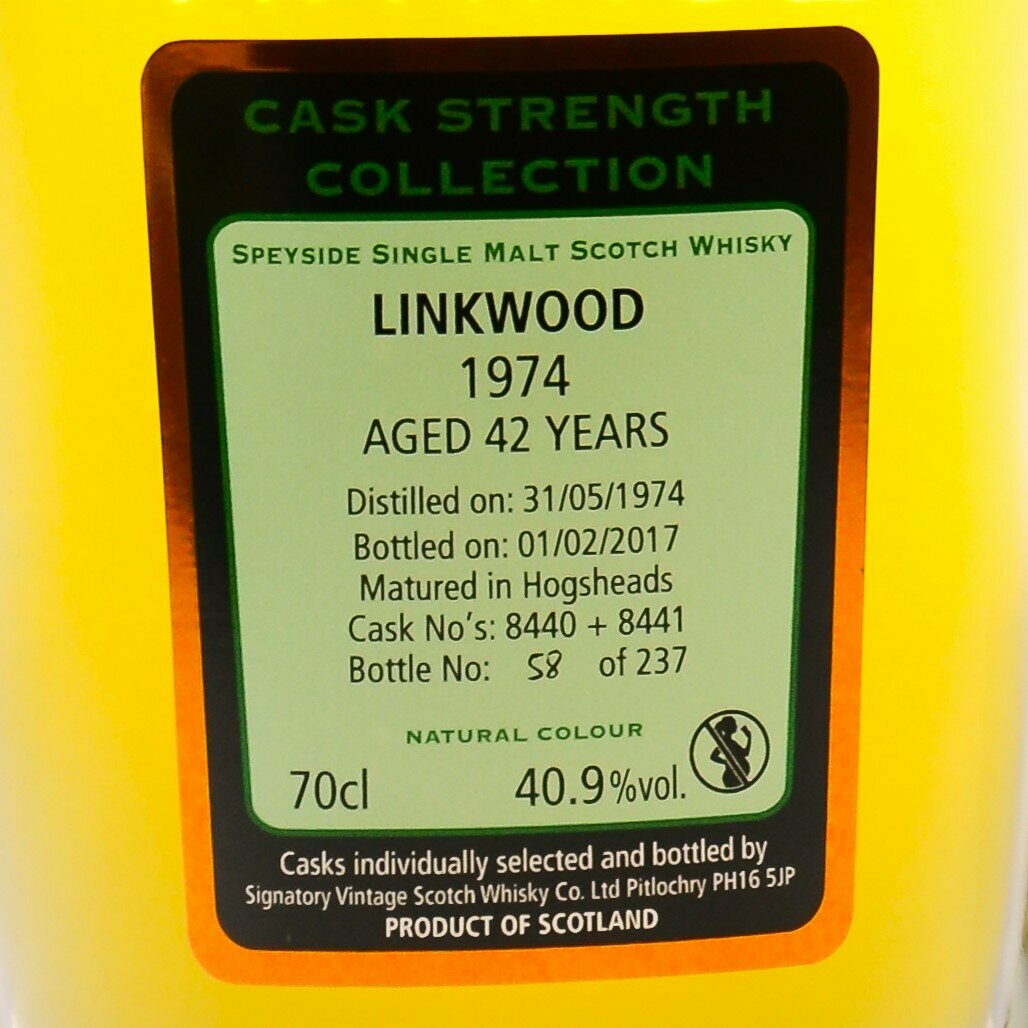 CASK STRENGTH
COLLECTION
SPEYSIDE SINGLE MALT SCOTCH WHISKY
LINKWOOD
1974
AGED 42 YEARS
Distilled on: 31/05/1974
Bottled on: 01/02/2017
Matured in Hogsheads
Cask No's: 8440 + 8441
Bottle No: 58 of 237
NATURAL COLOUR
70cl 40.9%vol.
Casks individually selected and bottled by
Signatory Vintage Scotch Whisky Co. Ltd Pitlochry PH16 5JP
PRODUCT OF SCOTLAND